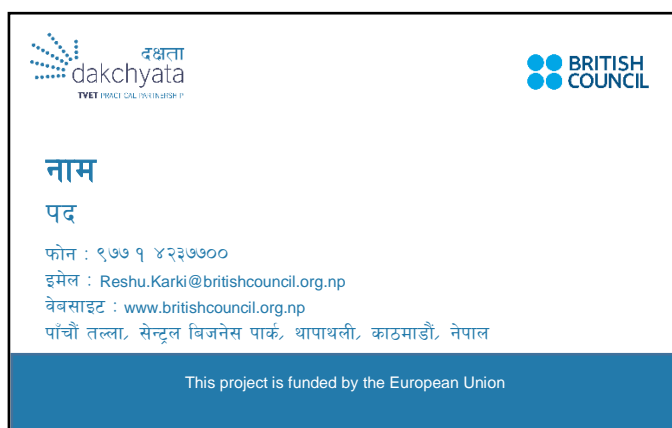 दक्षता
dakchyata
TVET PRACTICAL PARTNERSHIP
BRITISH
COUNCIL
नाम
पद
फोन : ९७७ १ ४२३७७००
इमेल : Reshu.Karki@britishcouncil.org.np
वेबसाइट : www.britishcouncil.org.np
पाँचौं तल्ला, सेन्ट्रल बिजनेस पार्क, थापाथली, काठमाडौं, नेपाल
This project is funded by the European Union